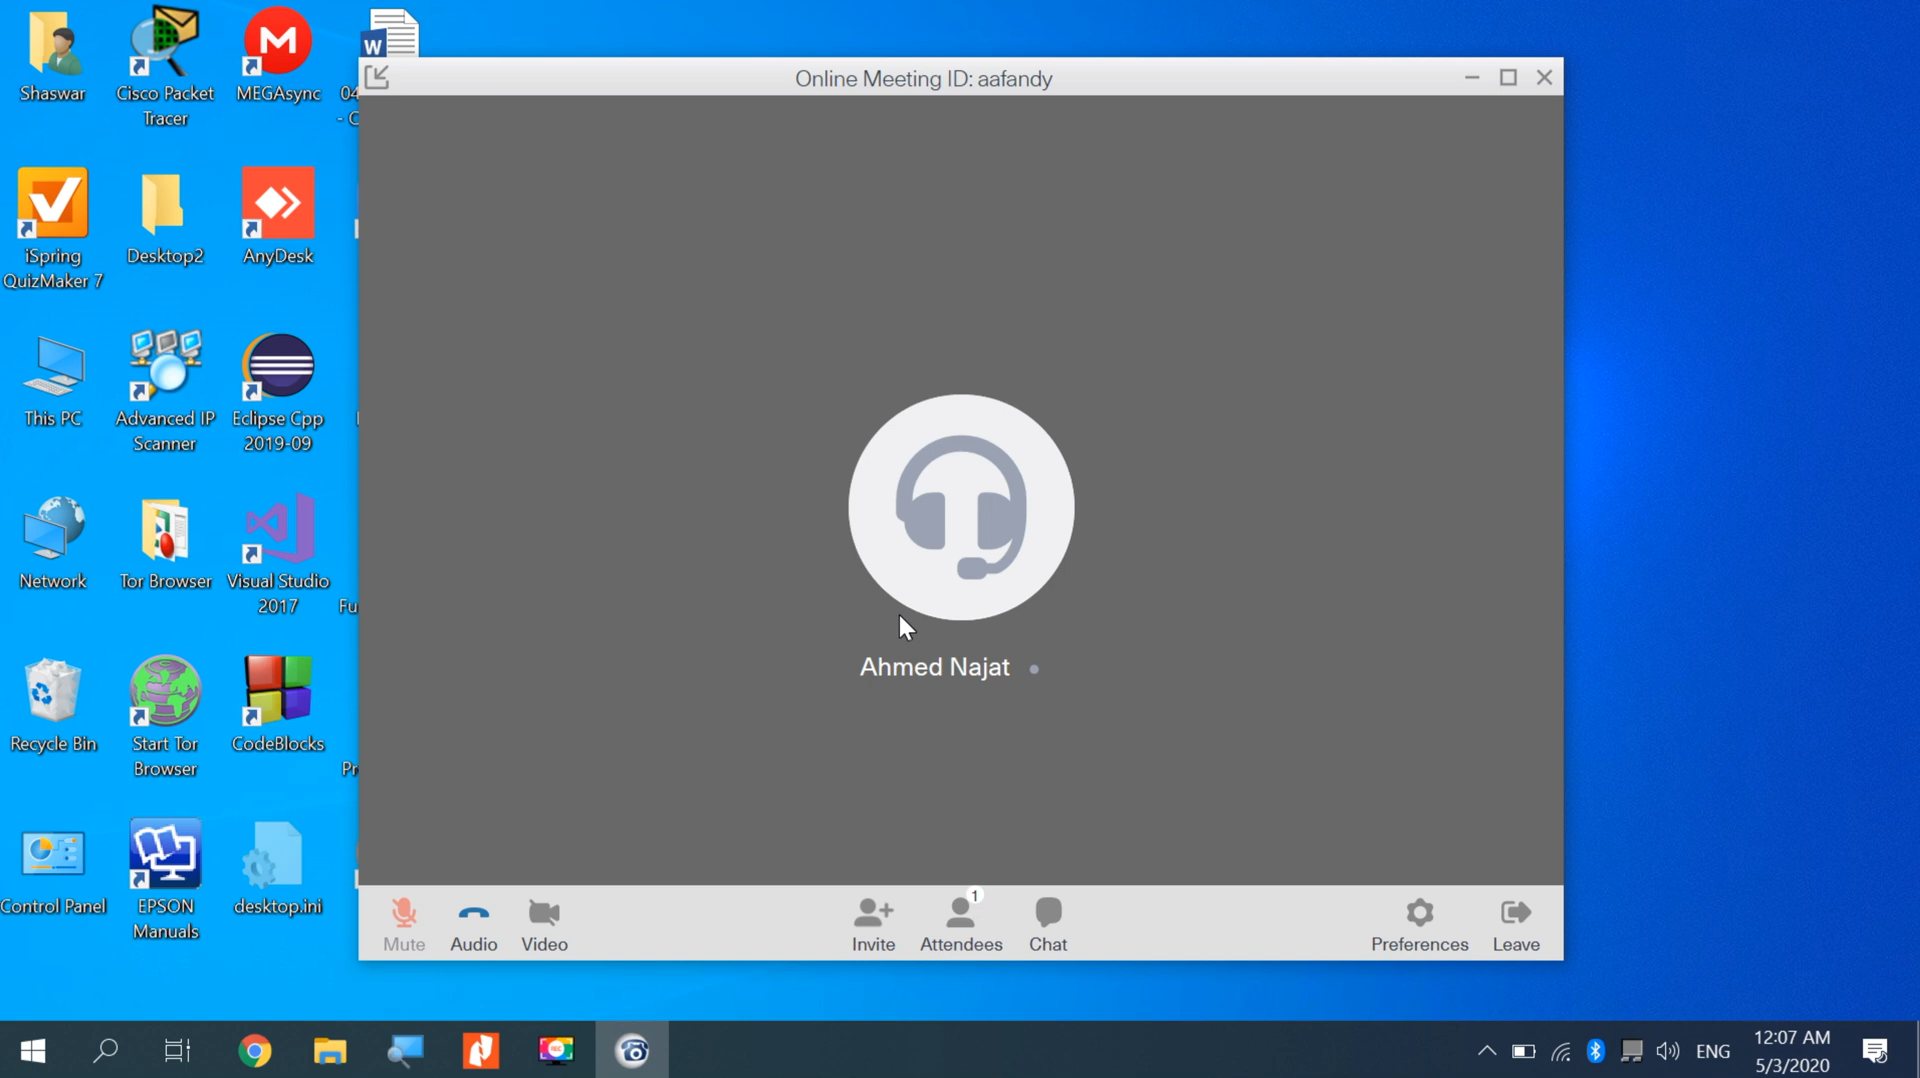 Shaswar
Cisco Packet
Tracer
MEGAsync
04
- C
iSpring
QuizMaker 7
Desktop2
AnyDesk
This PC
Advanced IP
Scanner
Eclipse Cpp
2019-09
Network
Tor Browser
Visual Studio
2017
Fu
Recycle Bin
Start Tor
Browser
CodeBlocks
Pr
Control Panel
EPSON
Manuals
desktop.ini
Online Meeting ID: aafandy
Ahmed Najat
Mute
Audio
Video
Invite
1
Attendees
Chat
Preferences
Leave
ENG
12:07 AM
5/3/2020